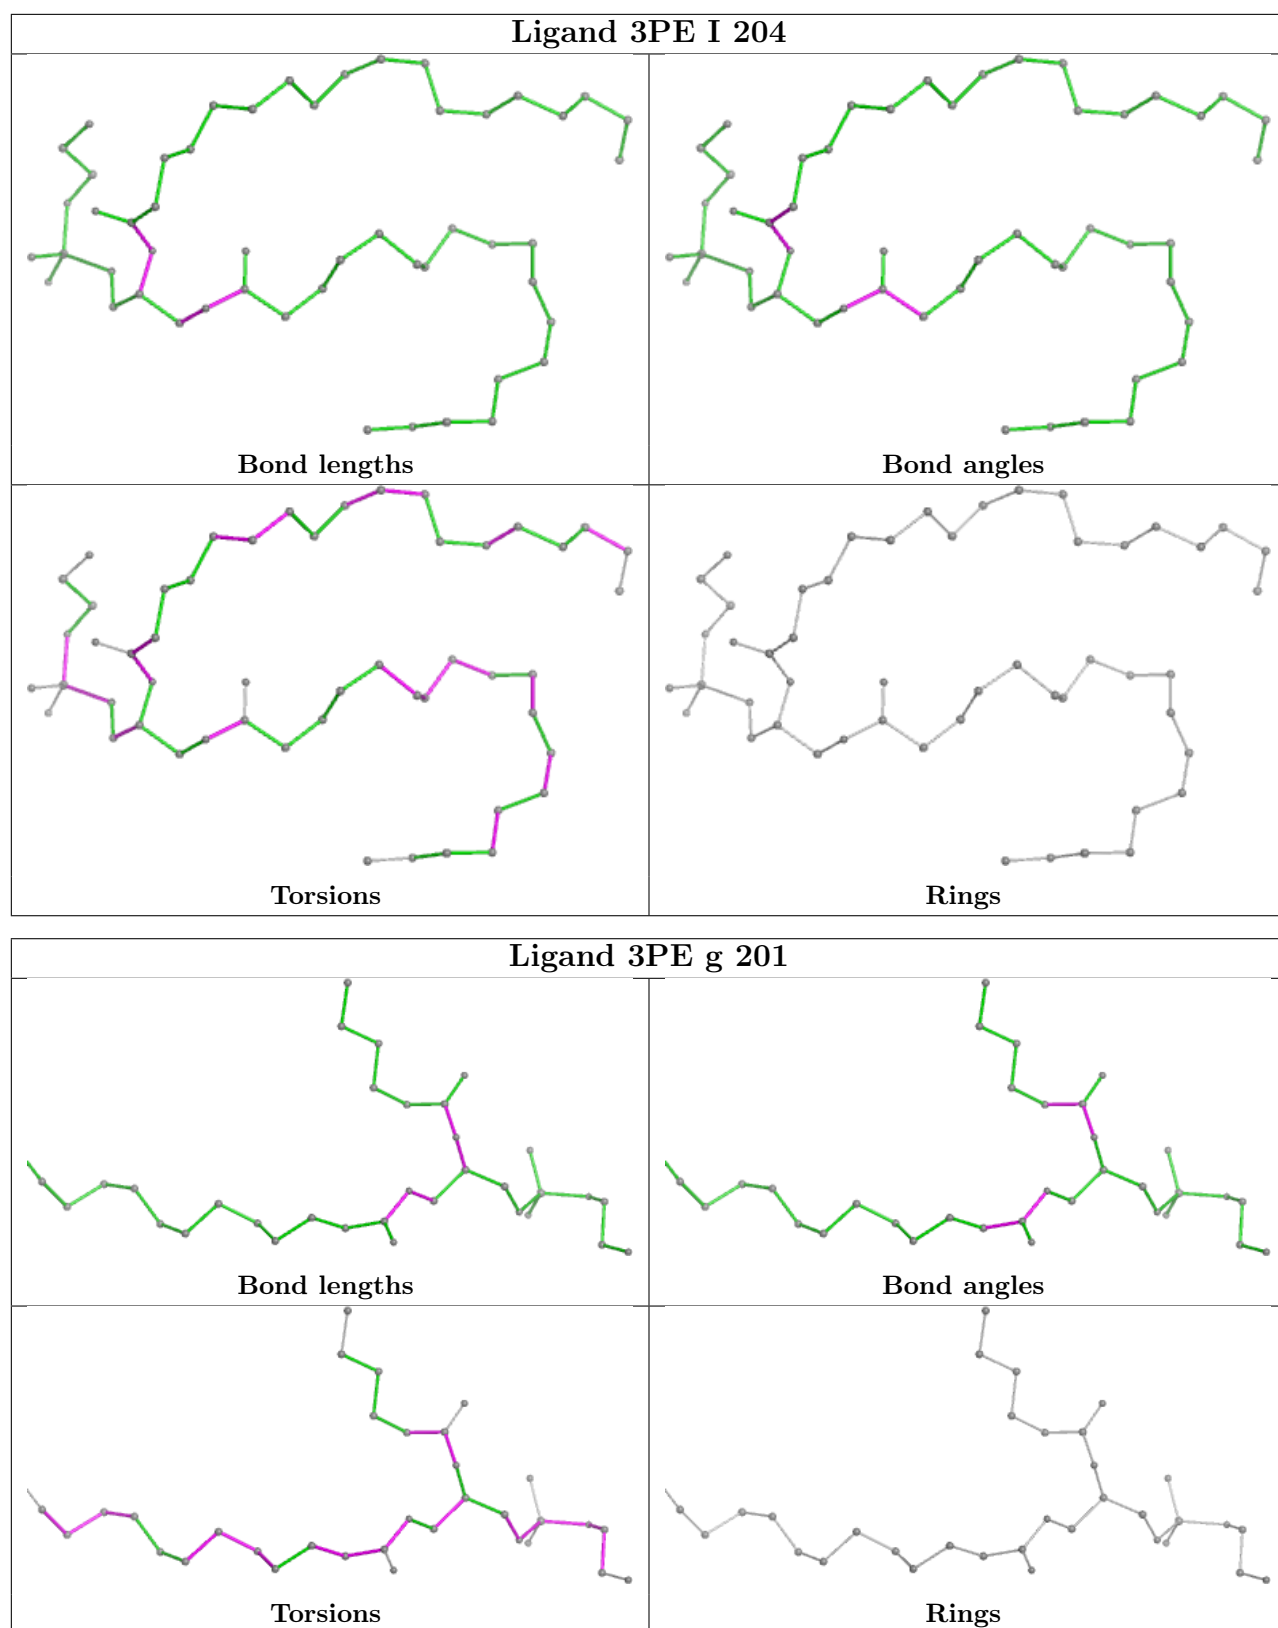 Ligand 3PE I 204
Bond lengths
Bond angles
Torsions
Rings
Ligand 3PE g 201
Bond lengths
Bond angles
Torsions
Rings